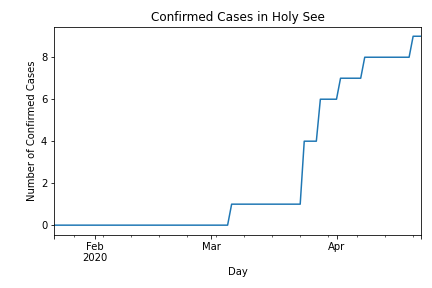 Confirmed Cases in Holy See
Number of Confirmed Cases
8
6
4
2
0
Feb
2020
Mar
Apr
Day